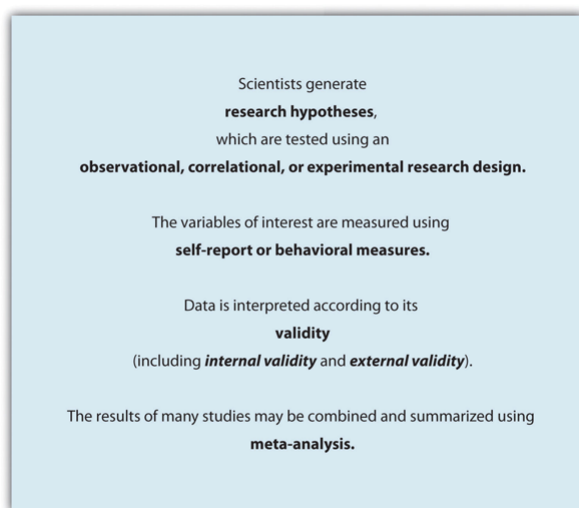 Scientists generate
research hypotheses,
which are tested using an
observational, correlational, or experimental research design.
The variables of interest are measured using
self-report or behavioral measures.
Data is interpreted according to its
validity
(including internal validity and external validity).
The results of many studies may be combined and summarized using
meta-analysis.